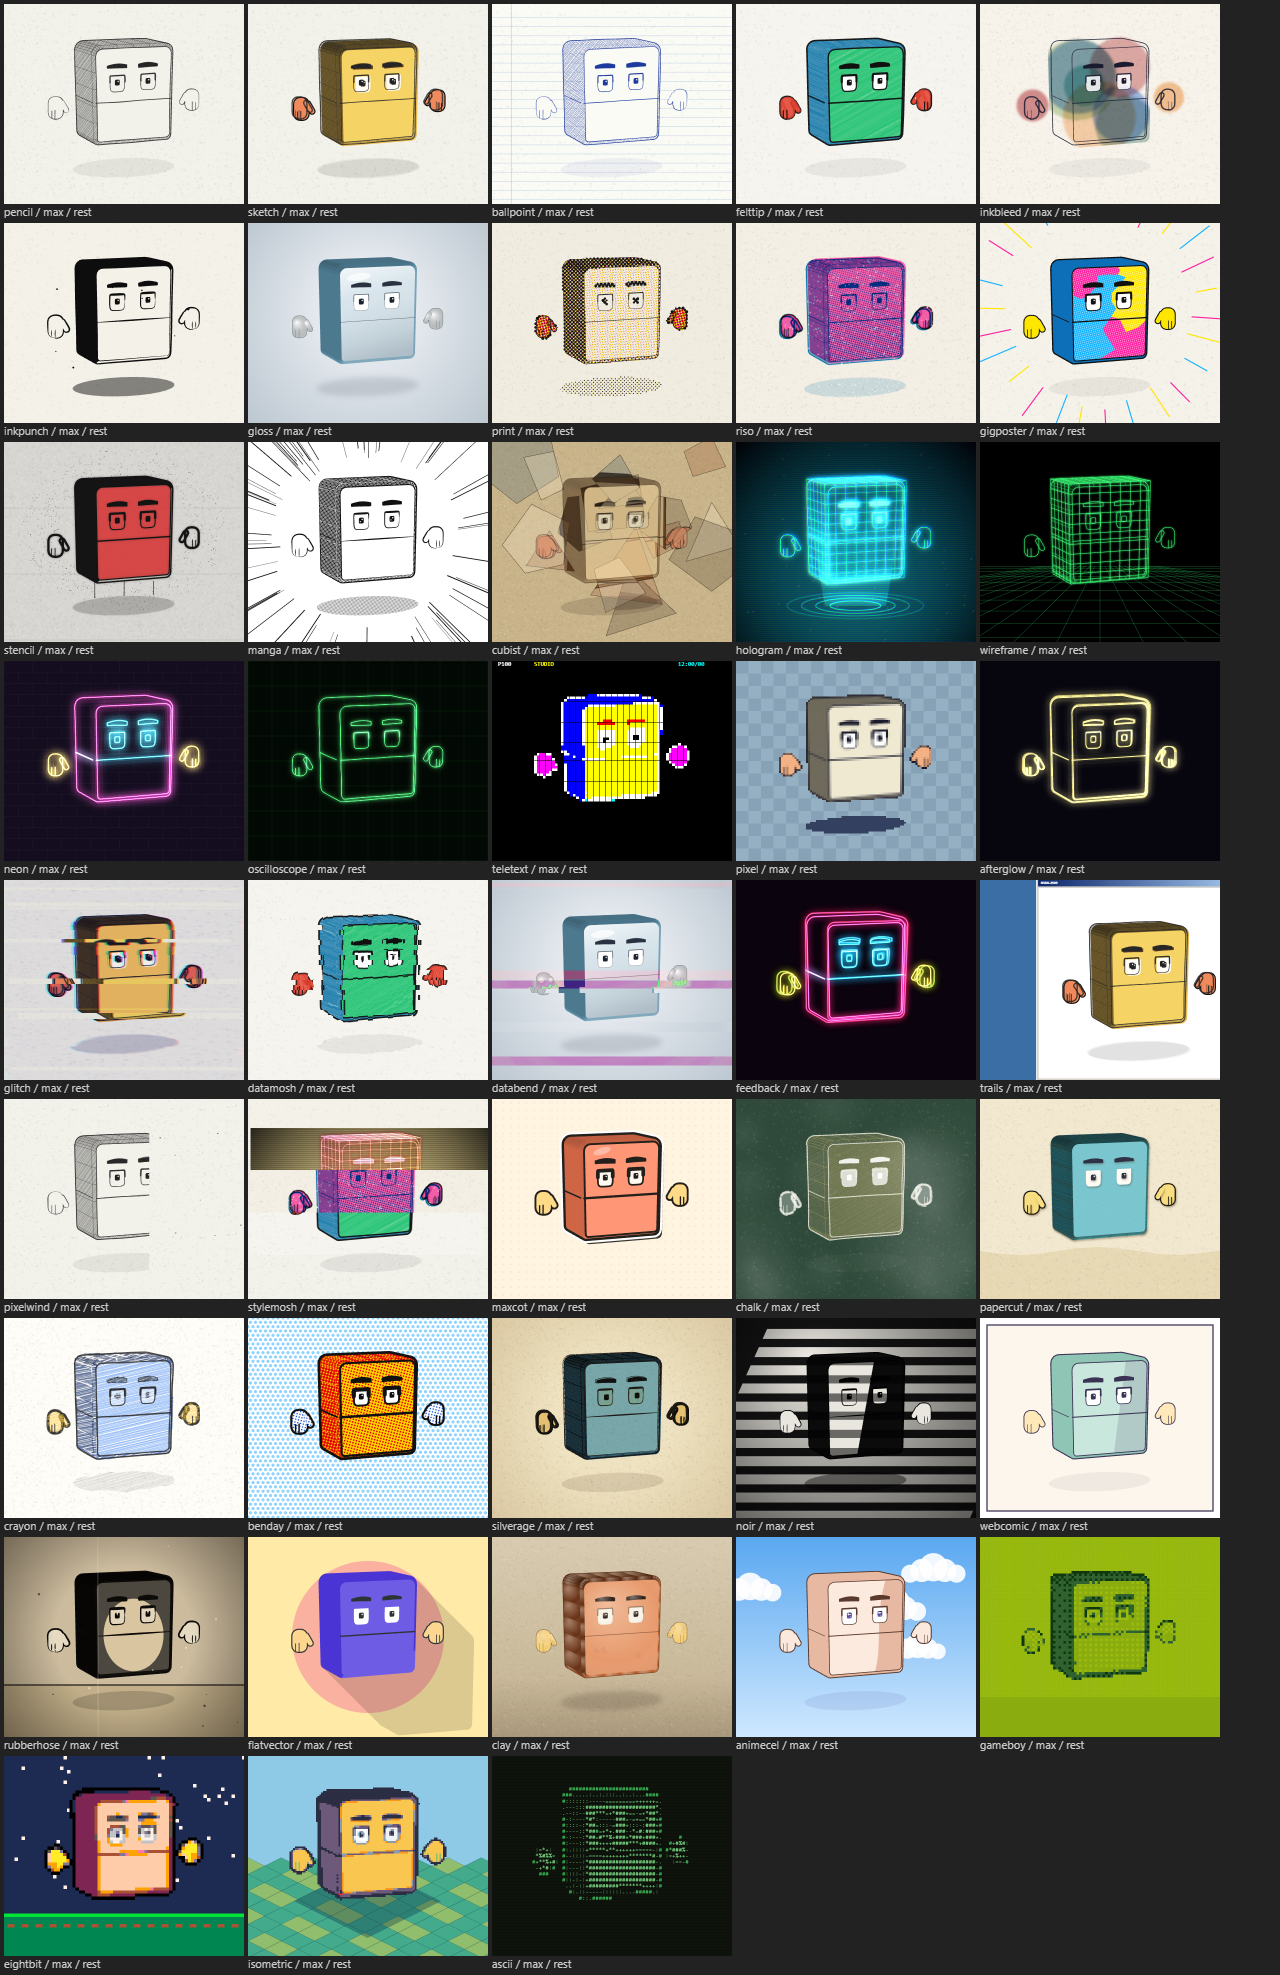 pencil / max / rest
sketch / max / rest
ballpoint / max / rest
felttip / max / rest
inkbleed / max / rest
inkpunch / max / rest
gloss / max / rest
print / max / rest
riso / max / rest
gigposter / max / rest
stencil / max / rest
manga / max / rest
cubist / max / rest
hologram / max / rest
wireframe / max / rest
P100 STUDIO 12:00/00
neon / max / rest
oscilloscope / max / rest
teletext / max / rest
pixel / max / rest
afterglow / max / rest
glitch / max / rest
datamosh / max / rest
databend / max / rest
feedback / max / rest
trails / max / rest
pixelwind / max / rest
stylemosh / max / rest
maxcot / max / rest
chalk / max / rest
papercut / max / rest
crayon / max / rest
benday / max / rest
silverage / max / rest
noir / max / rest
webcomic / max / rest
rubberhose / max / rest
flatvector / max / rest
clay / max / rest
animecel / max / rest
gameboy / max / rest
eightbit / max / rest
isometric / max / rest
ascii / max / rest